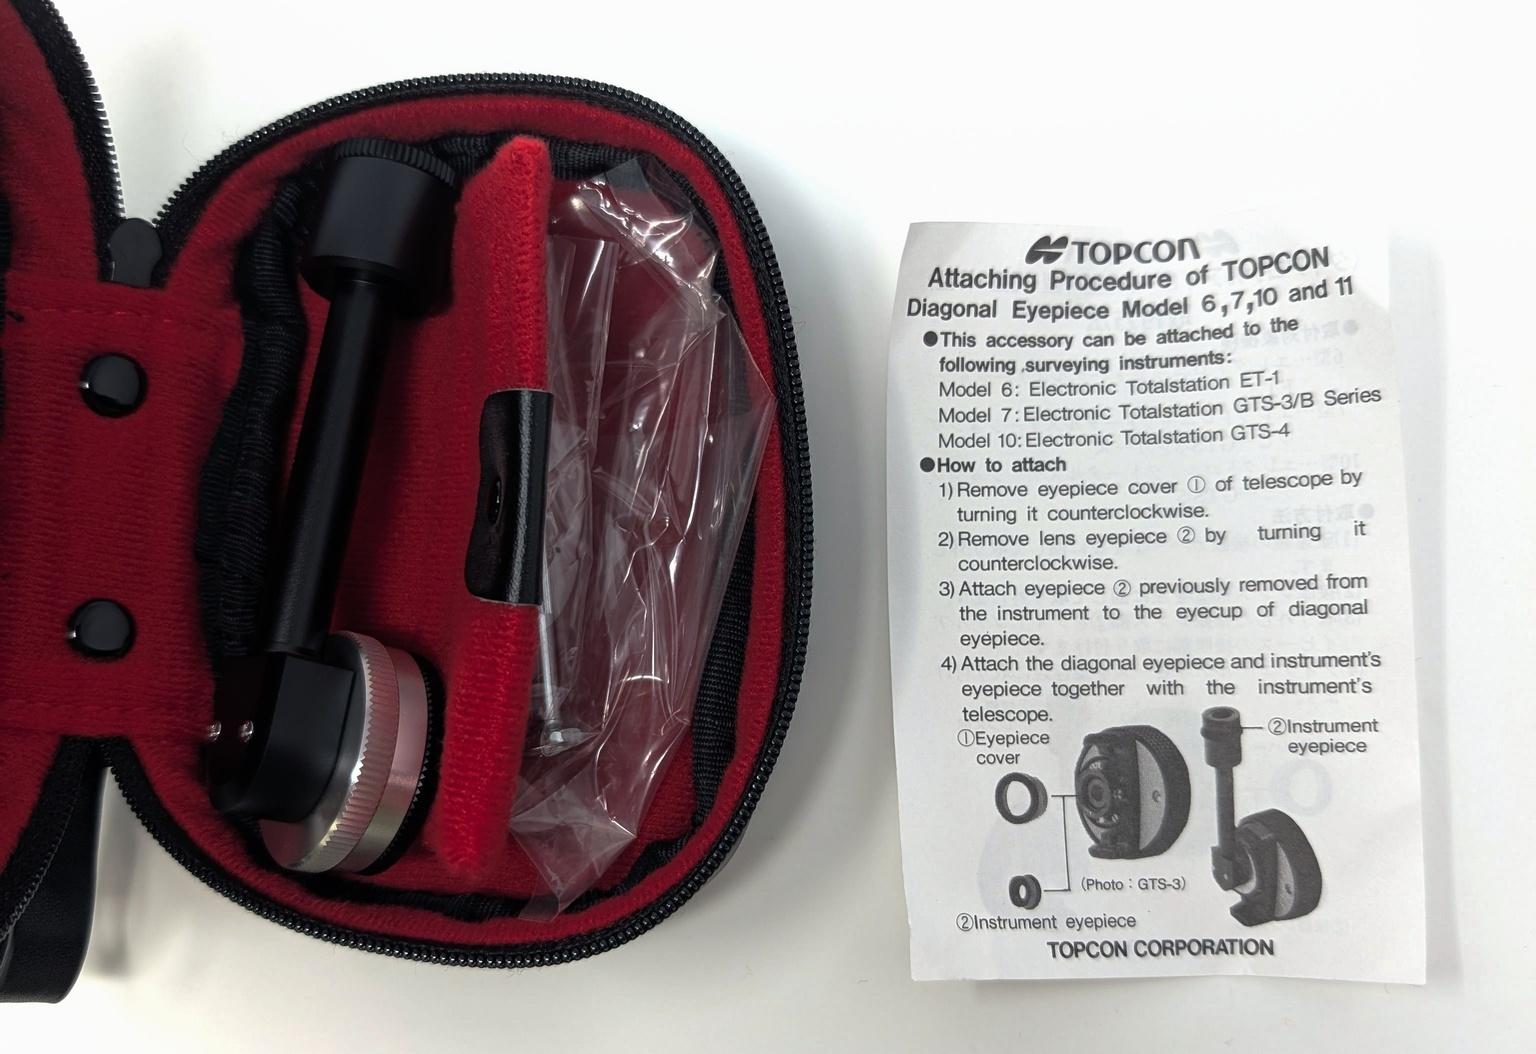 TOPCON
Attaching Procedure of TOPCON
Diagonal Eyepiece Model 6,7,10 and 11
●This accessory can be attached to the
following surveying instruments:
Model 6: Electronic Totalstation ET-1
Model 7: Electronic Totalstation GTS-3/B Series
Model 10: Electronic Totalstation GTS-4
●How to attach
1) Remove eyepiece cover ① of telescope by
turning it counterclockwise.
2) Remove lens eyepiece ② by turning it
counterclockwise.
3) Attach eyepiece ② previously removed from
the instrument to the eyecup of diagonal
eyepiece.
4) Attach the diagonal eyepiece and instrument's
eyepiece together with the instrument's
telescope.
①Eyepiece
cover
②Instrument
eyepiece
(Photo : GTS-3)
②Instrument eyepiece
TOPCON CORPORATION